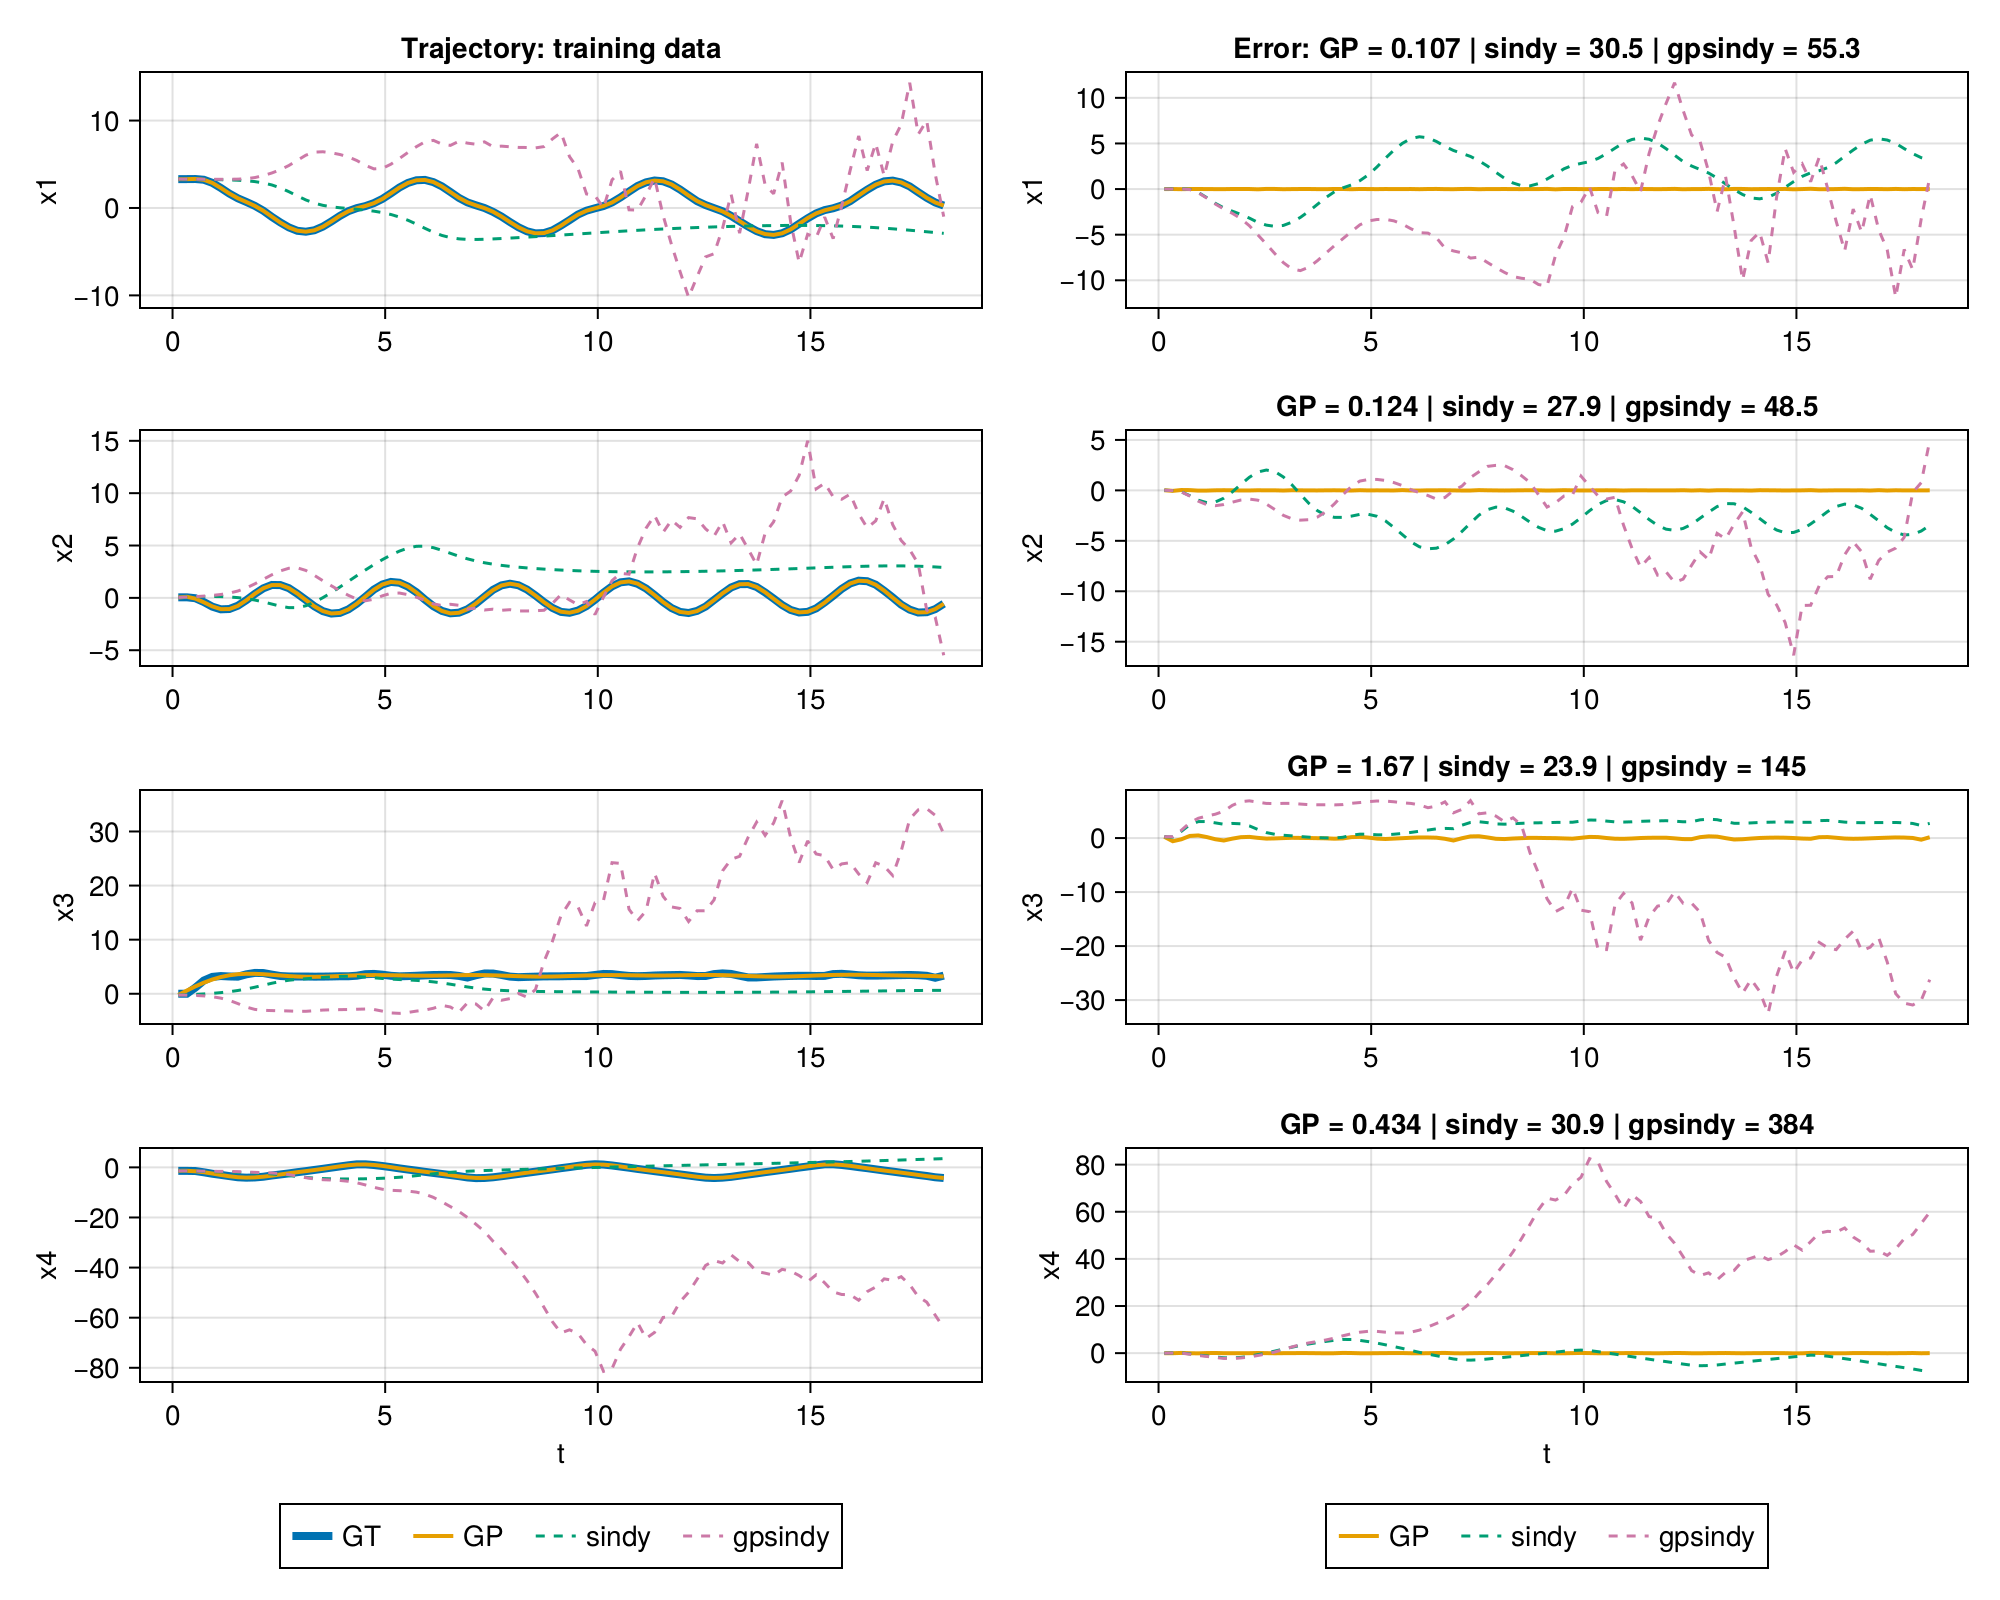 Trajectory: training data
x1
10
0
−10
0 5 10 15
Error: GP = 0.107 | sindy = 30.5 | gpsindy = 55.3
x1
10
5
0
−5
−10
0 5 10 15
x2
15
10
5
0
−5
0 5 10 15
GP = 0.124 | sindy = 27.9 | gpsindy = 48.5
x2
5
0
−5
−10
−15
0 5 10 15
x3
30
20
10
0
0 5 10 15
GP = 1.67 | sindy = 23.9 | gpsindy = 145
x3
0
−10
−20
−30
0 5 10 15
x4
0
−20
−40
−60
−80
0 5 10 15
t
GP = 0.434 | sindy = 30.9 | gpsindy = 384
x4
80
60
40
20
0
0 5 10 15
t
GT GP sindy gpsindy
GP sindy gpsindy